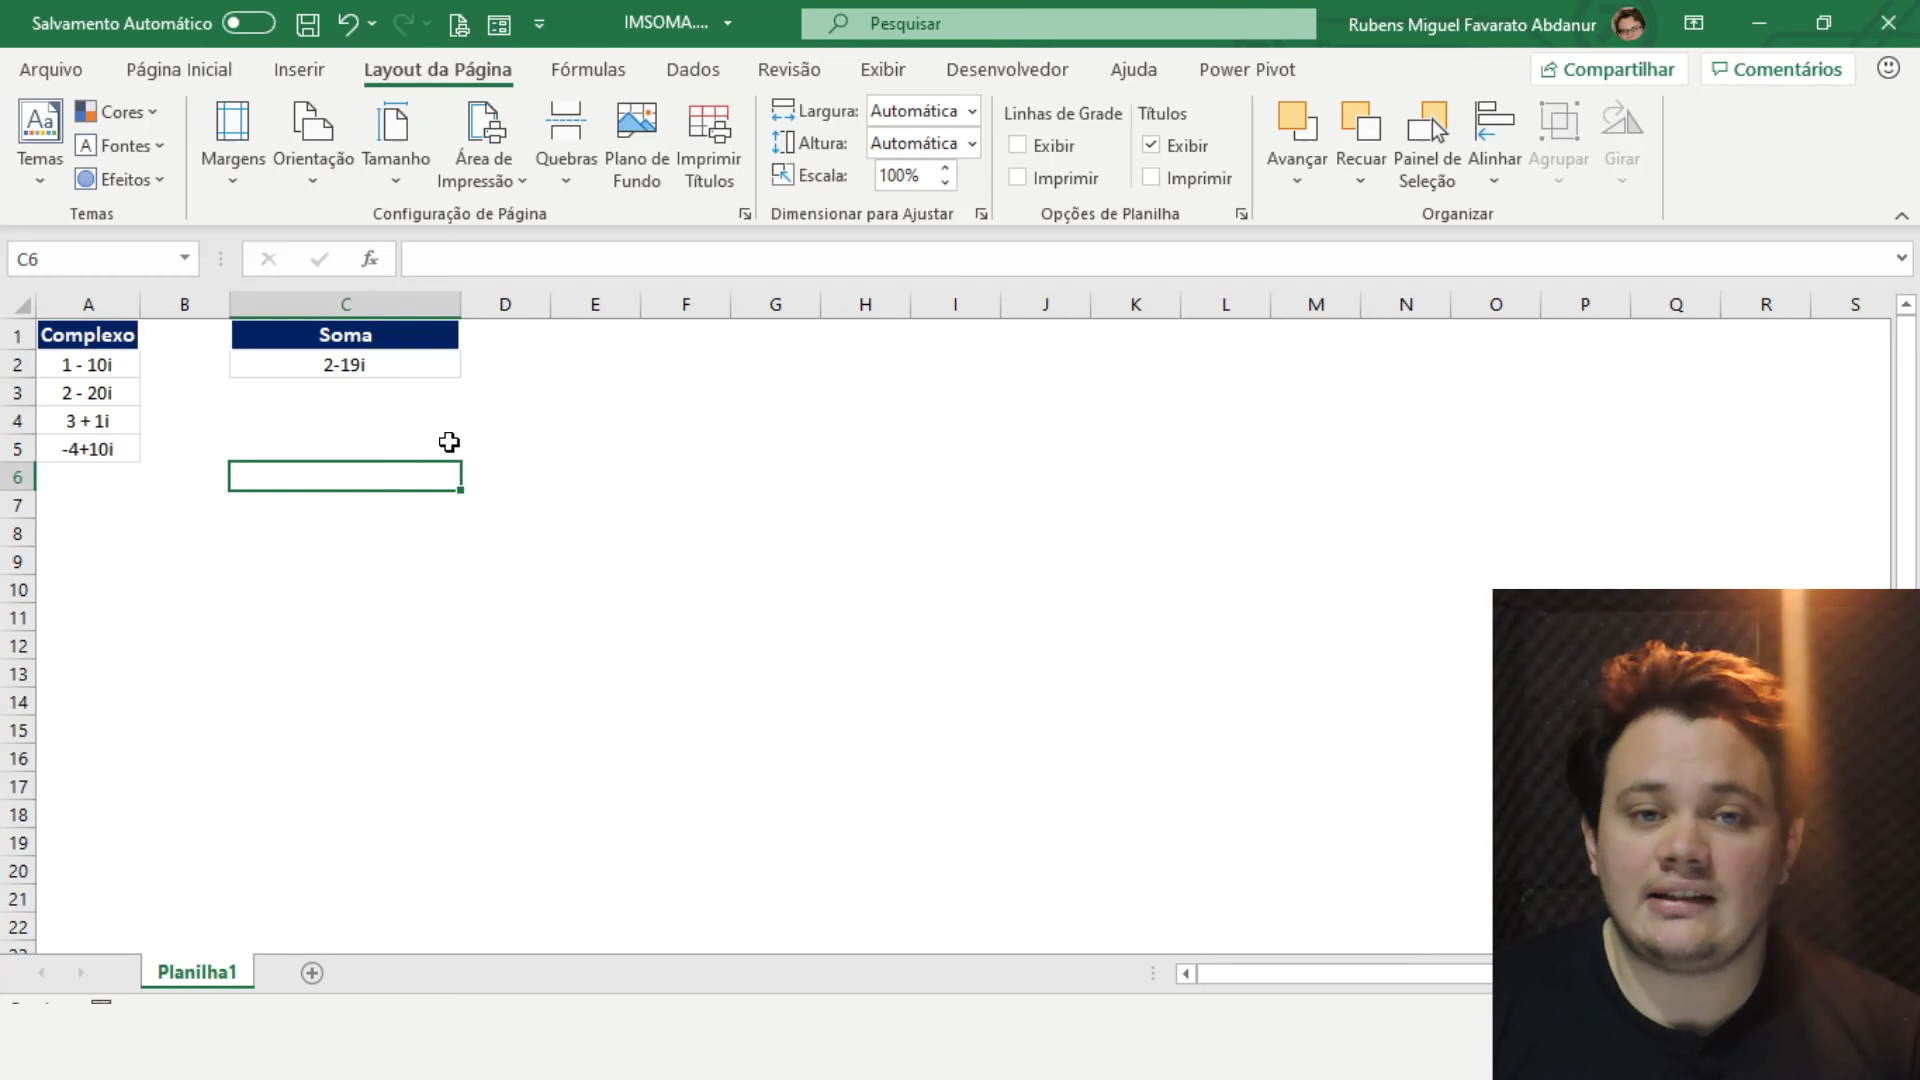 Salvamento Automático
IMSOMA....
Pesquisar
Rubens Miguel Favarato Abdanur
Arquivo
Página Inicial
Inserir
Layout da Página
Fórmulas
Dados
Revisão
Exibir
Desenvolvedor
Ajuda
Power Pivot
Compartilhar
Comentários
Aa
Temas
Cores
A Fontes
Efeitos
Temas
Margens
Orientação
Tamanho
Área de
Impressão
Quebras
Plano de
Fundo
Imprimir
Títulos
Configuração de Página
Largura: Automática
Altura: Automática
Escala: 100%
Dimensionar para Ajustar
Linhas de Grade
Exibir
Imprimir
Títulos
Exibir
Imprimir
Opções de Planilha
Avançar
Recuar
Painel de
Seleção
Alinhar
Agrupar
Girar
Organizar
C6
fx
A B C D E F G H I J K L M N O P Q R S
1 Complexo Soma
2 1 - 10i 2-19i
3 2 - 20i
4 3 + 1i
5 -4+10i
6
7
8
9
10
11
12
13
14
15
16
17
18
19
20
21
22
Planilha1